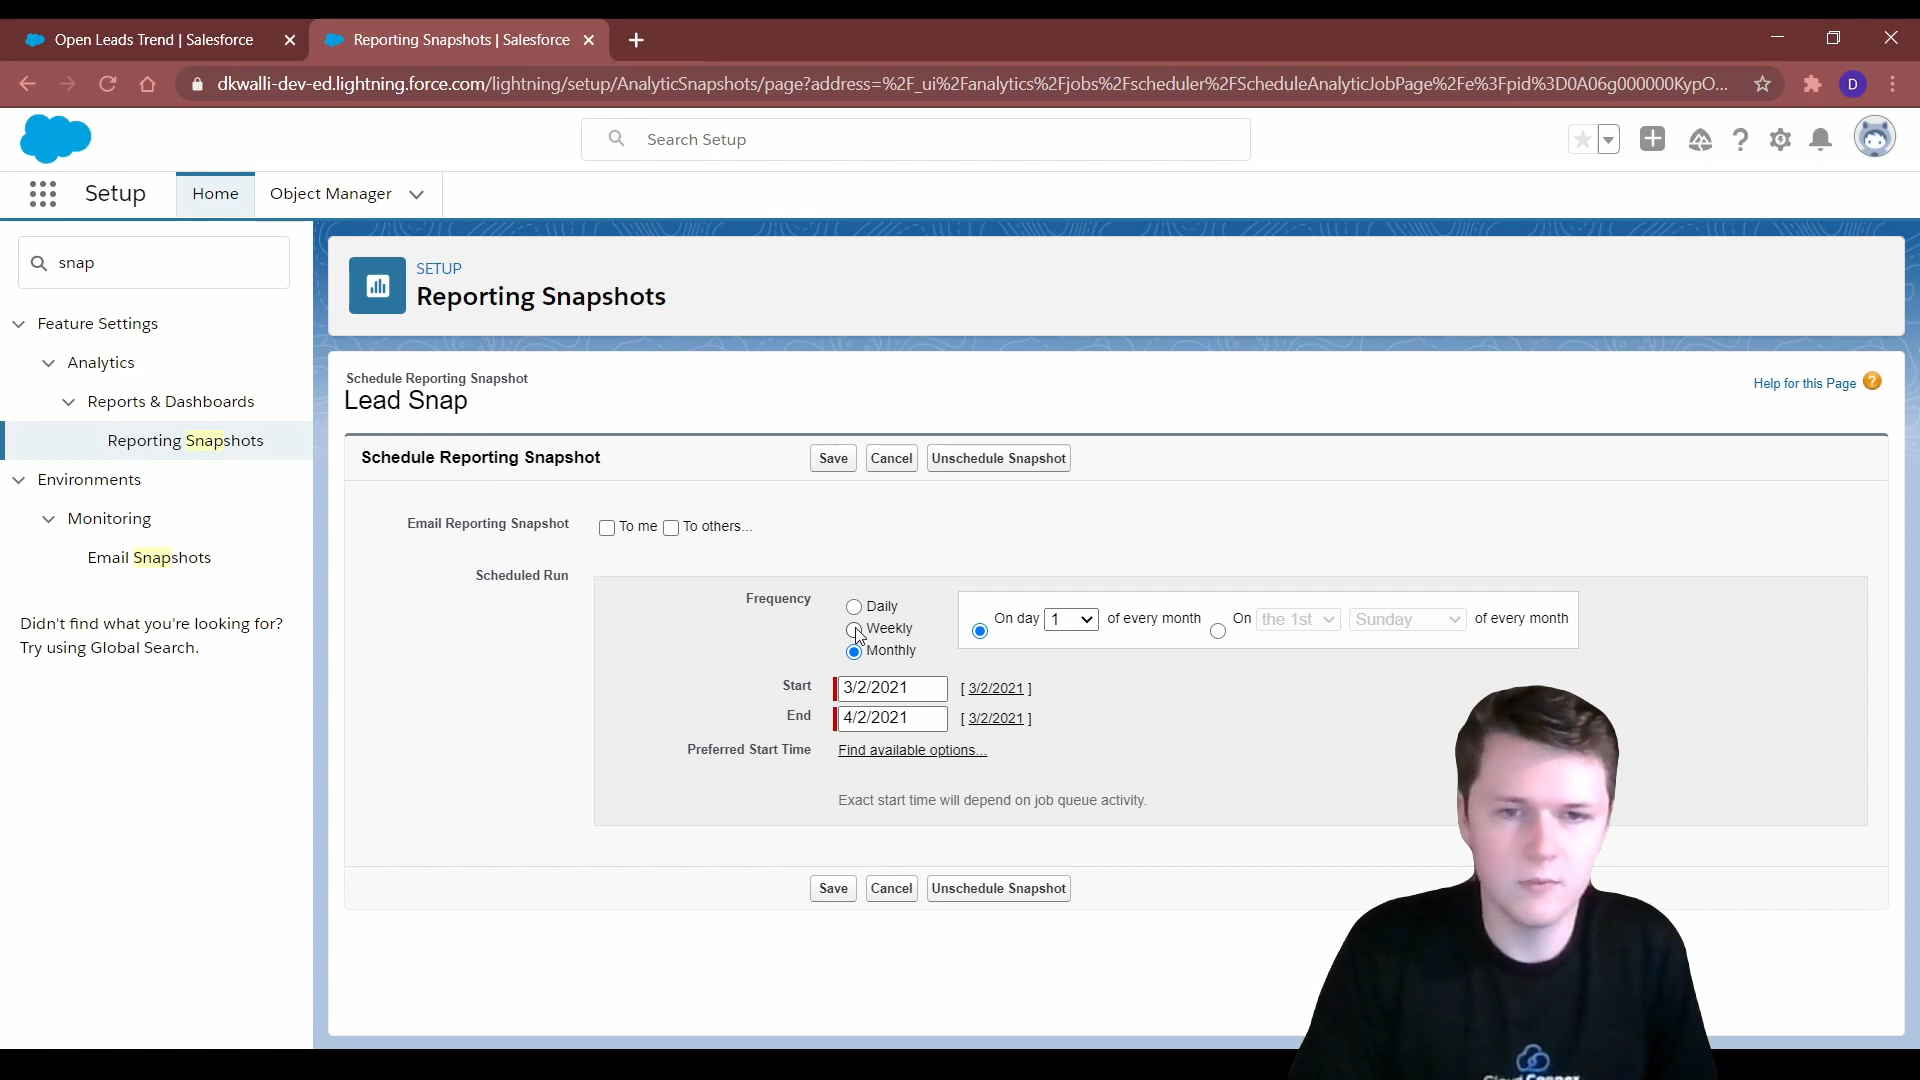 Open Leads Trend | Salesforce
Reporting Snapshots | Salesforce
dkwalli-dev-ed.lightning.force.com/lightning/setup/AnalyticSnapshots/page?address=%2F_ui%2Fanalytics%2Fjobs%2Fscheduler%2FScheduleAnalyticJobPage%2Fe%3Fpid%3D0A06g000000KypO...
D
Search Setup
Setup
Home
Object Manager
snap
Feature Settings
Analytics
Reports & Dashboards
Reporting Snapshots
Environments
Monitoring
Email Snapshots
Didn't find what you're looking for?
Try using Global Search.
SETUP
Reporting Snapshots
Schedule Reporting Snapshot
Lead Snap
Help for this Page ?
Schedule Reporting Snapshot
Save Cancel Unschedule Snapshot
Email Reporting Snapshot To me To others...
Scheduled Run
Frequency
Daily
Weekly
Monthly
On day 1 of every month On the 1st Sunday of every month
Start 3/2/2021 [ 3/2/2021 ]
End 4/2/2021 [ 3/2/2021 ]
Preferred Start Time Find available options...
Exact start time will depend on job queue activity.
Save Cancel Unschedule Snapshot